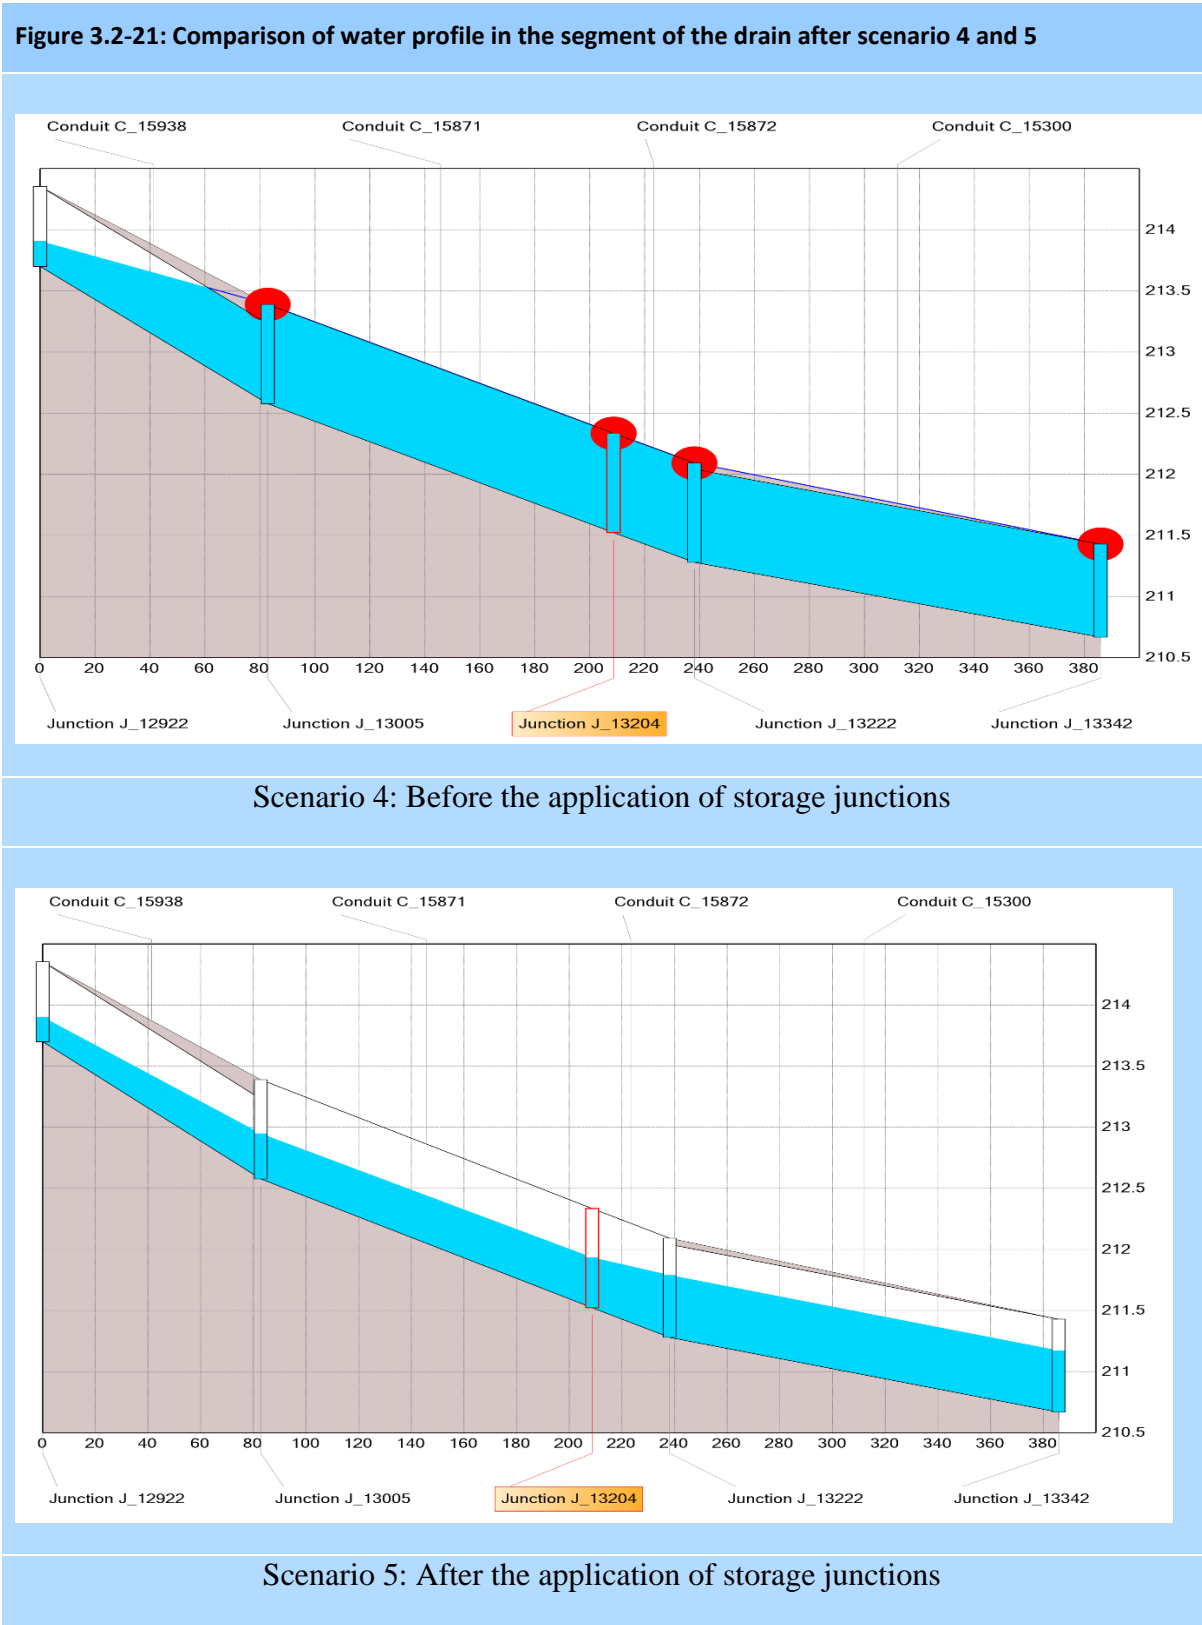 Figure 3.2-21: Comparison of water profile in the segment of the drain after scenario 4 and 5
Conduit C_15938 Conduit C_15871 Conduit C_15872 Conduit C_15300
214
213.5
213
212.5
212
211.5
211
210.5
0 20 40 60 80 100 120 140 160 180 200 220 240 260 280 300 320 340 360 380
Junction J_12922 Junction J_13005 Junction J_13204 Junction J_13222 Junction J_13342
Scenario 4: Before the application of storage junctions
Conduit C_15938 Conduit C_15871 Conduit C_15872 Conduit C_15300
214
213.5
213
212.5
212
211.5
211
210.5
0 20 40 60 80 100 120 140 160 180 200 220 240 260 280 300 320 340 360 380
Junction J_12922 Junction J_13005 Junction J_13204 Junction J_13222 Junction J_13342
Scenario 5: After the application of storage junctions